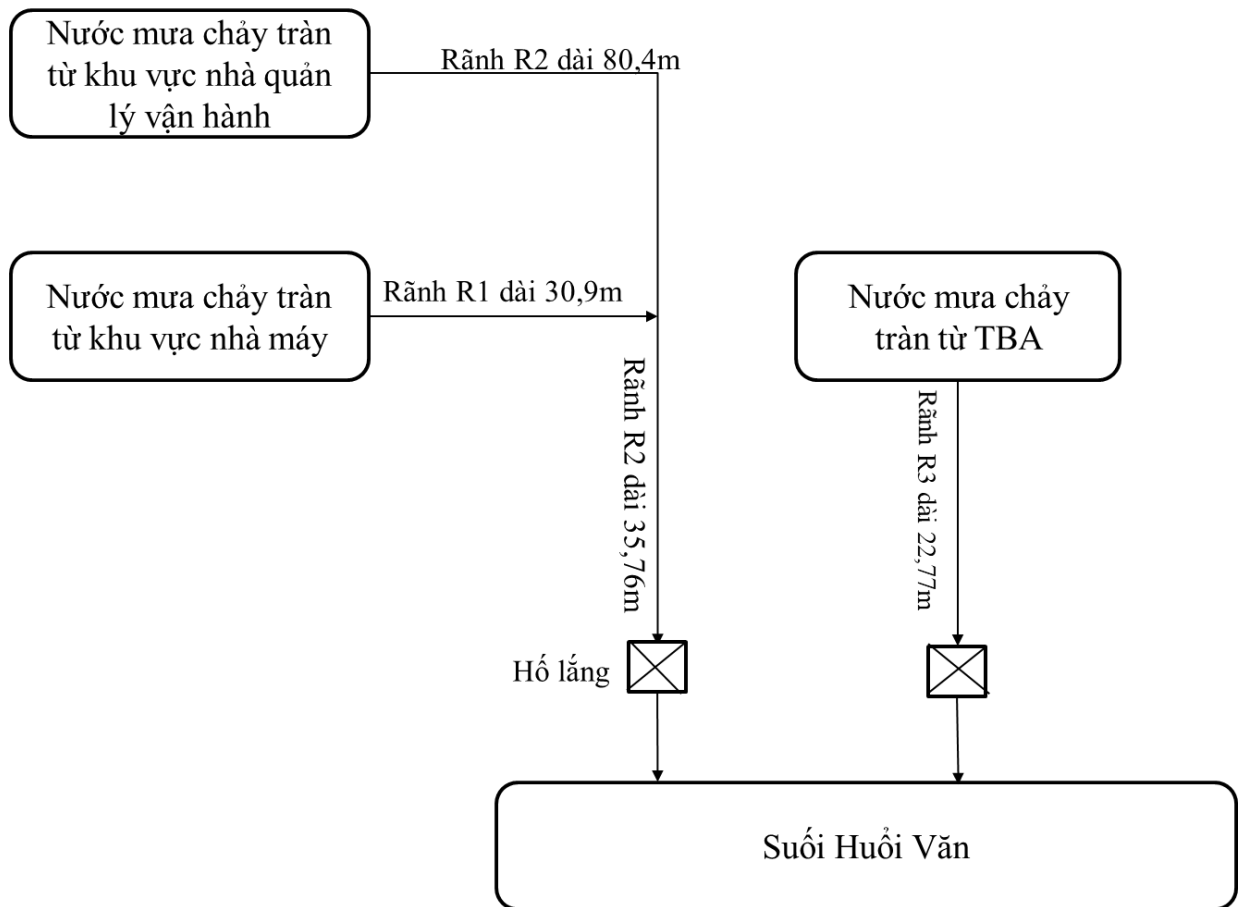 Nước mưa chảy tràn
từ khu vực nhà quản
lý vận hành
Rãnh R2 dài 80,4m
Nước mưa chảy tràn
từ khu vực nhà máy
Rãnh R1 dài 30,9m
Nước mưa chảy
tràn từ TBA
Rãnh R2 dài 35,76m
Rãnh R3 dài 22,77m
Hố lắng
Suối Huổi Văn